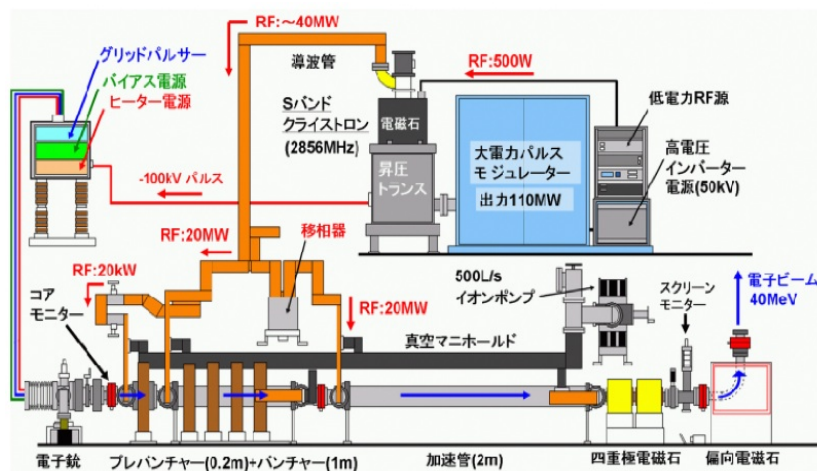 グリッドパルサー
バイアス電源
ヒーター電源
RF:～40MW
導波管
RF:500W
Sバンド
クライストロン
(2856MHz)
電磁石
昇圧
トランス
大電力パルス
モジュレーター
出力110MW
低電力RF源
高電圧
インバーター
電源(50kV)
-100kV パルス
RF:20MW
移相器
RF:20kW
コア
モニター
RF:20MW
500L/s
イオンポンプ
スクリーン
モニター
電子ビーム
40MeV
真空マニホールド
電子銃
プレバンチャー(0.2m)+バンチャー(1m)
加速管(2m)
四重極電磁石
偏向電磁石